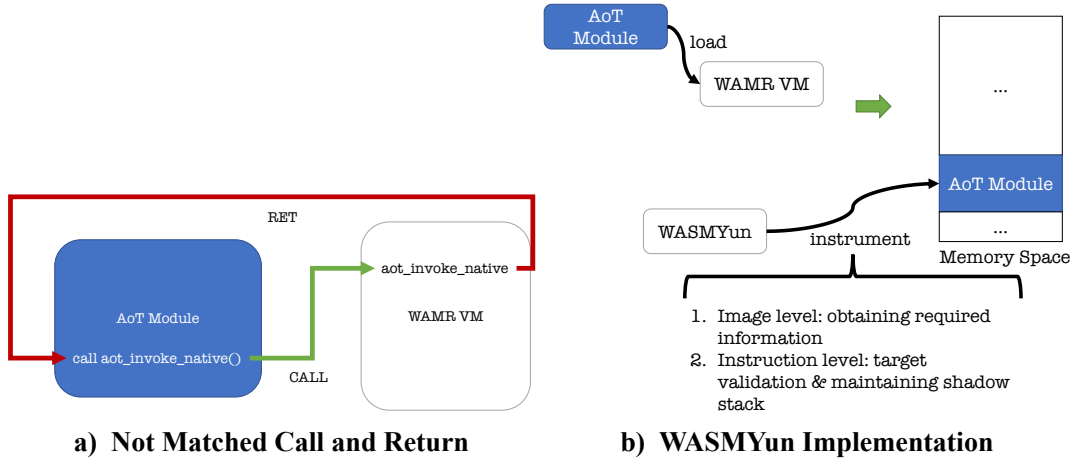 RET
AoT Module
call aot_invoke_native()
CALL
aot_invoke_native
WAMR VM
a) Not Matched Call and Return
AoT
Module
load
WAMR VM
...
AoT Module
...
Memory Space
WASMYun
instrument
1. Image level: obtaining required
information
2. Instruction level: target
validation & maintaining shadow
stack
b) WASMYun Implementation